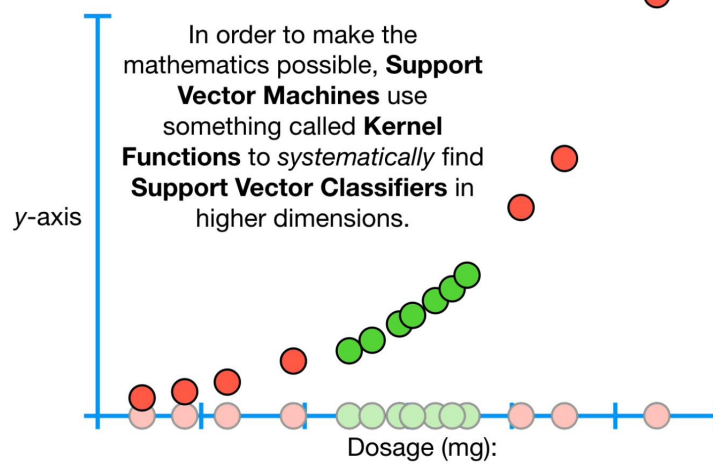 In order to make the
mathematics possible, Support
Vector Machines use
something called Kernel
Functions to systematically find
Support Vector Classifiers in
higher dimensions.
y-axis
Dosage (mg):